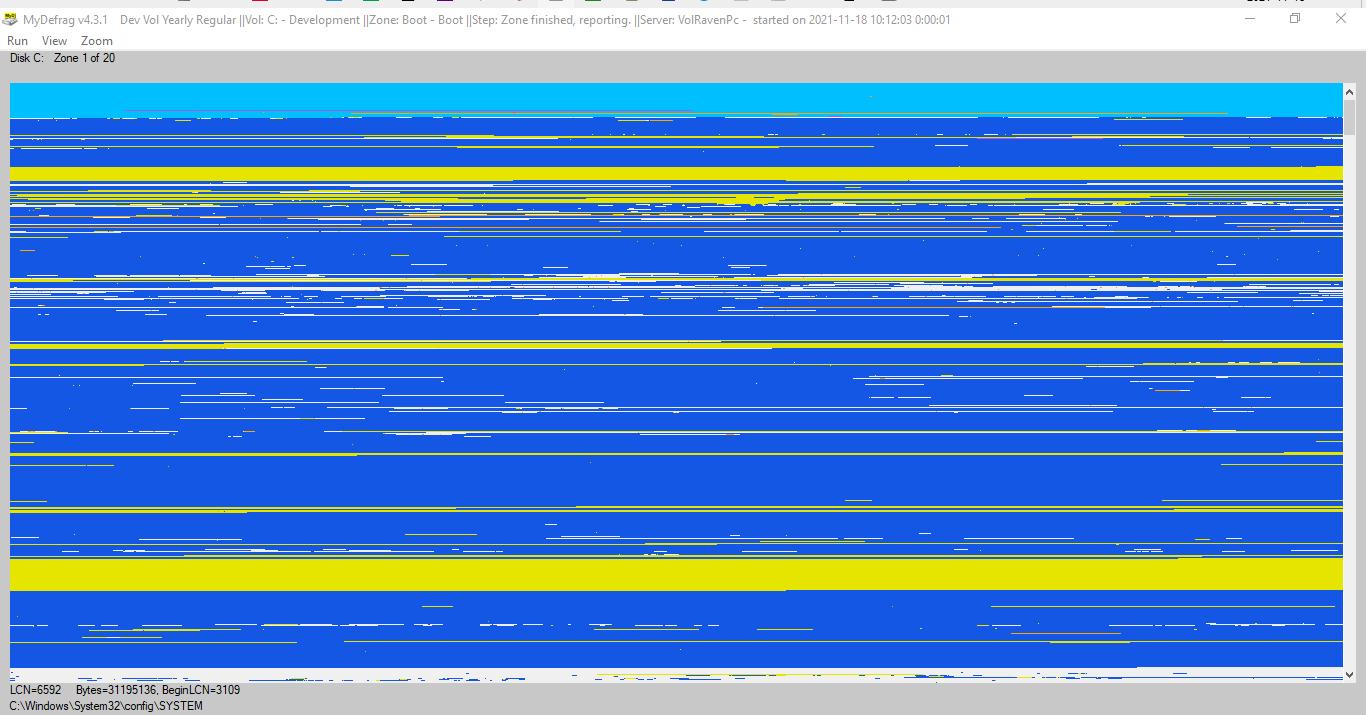 MyDefrag v4.3.1    Dev Vol Yearly Regular ||Vol: C: - Development ||Zone: Boot - Boot ||Step: Zone finished, reporting. ||Server: VolRavenPc -  started on 2021-11-18 10:12:03 0:00:01
Run View Zoom
Disk C:   Zone 1 of 20
LCN=6592     Bytes=31195136, BeginLCN=3109
C:\Windows\System32\config\SYSTEM